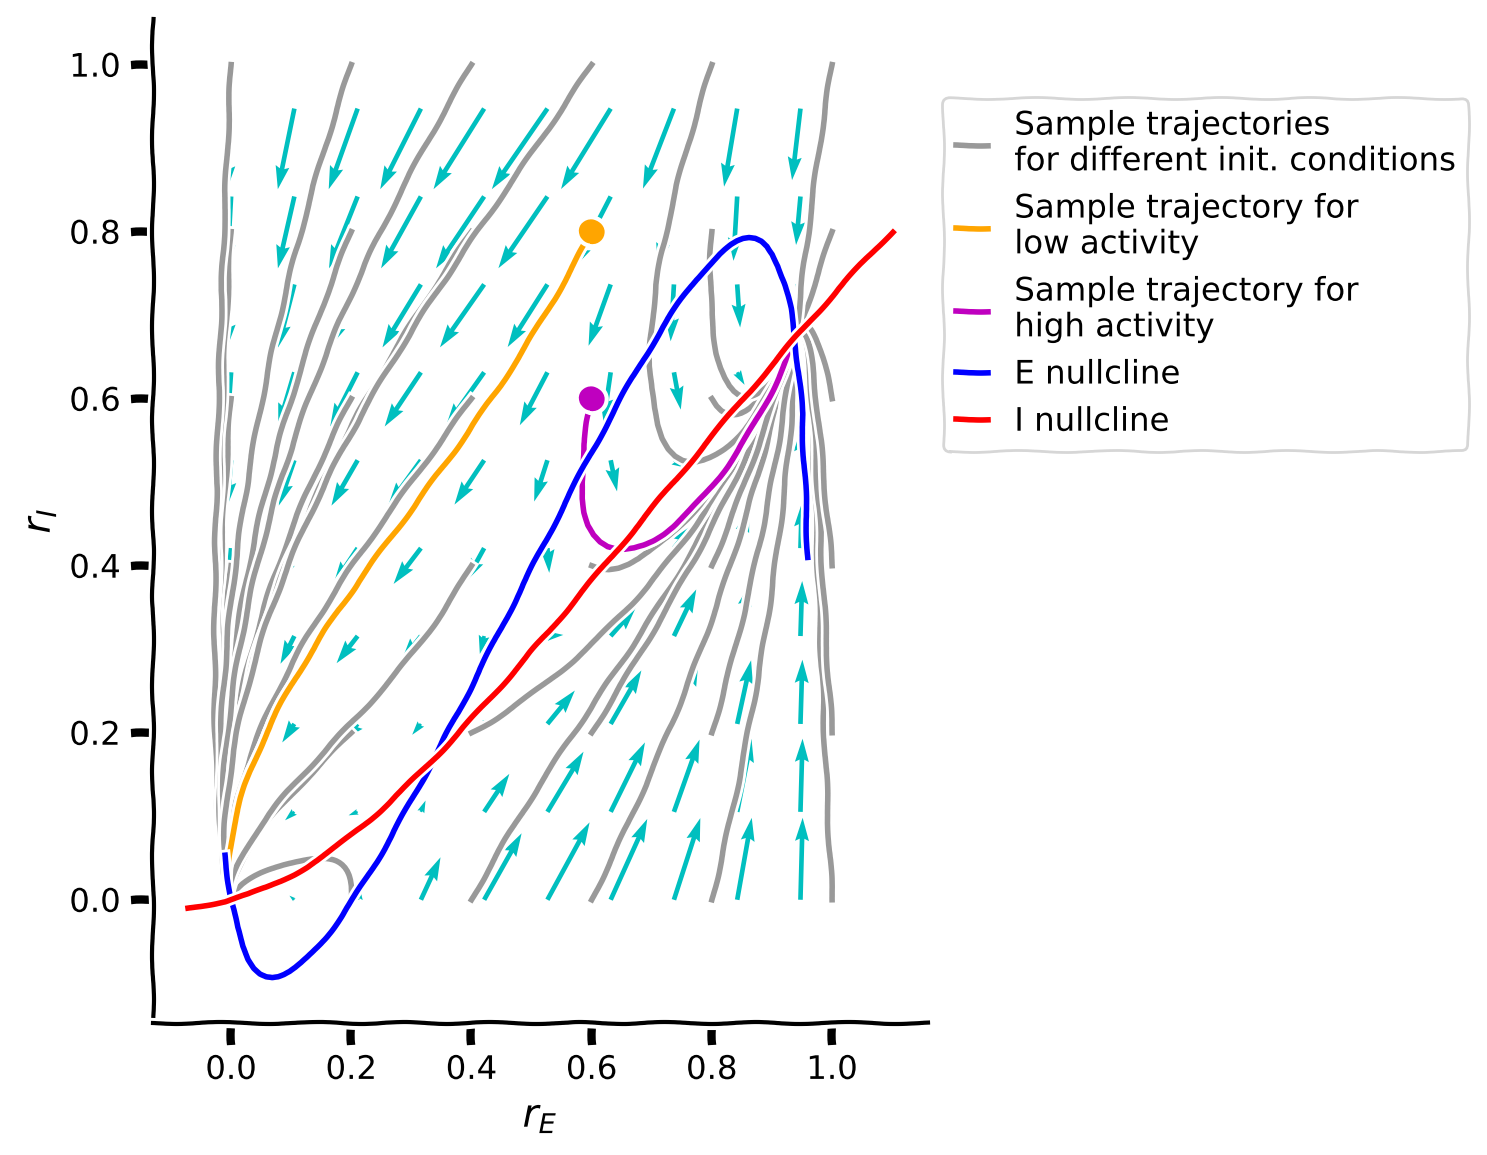 1.0
0.8
0.6
0.4
0.2
0.0
r_I
0.0 0.2 0.4 0.6 0.8 1.0
r_E
Sample trajectories
for different init. conditions
Sample trajectory for
low activity
Sample trajectory for
high activity
E nullcline
I nullcline